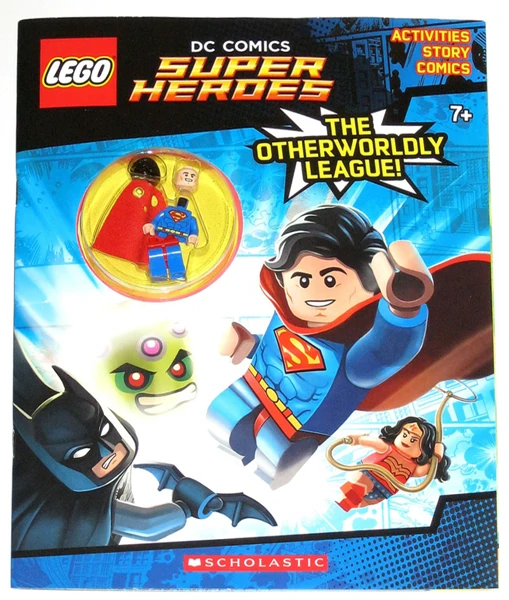 LEGO
DC COMICS
SUPER
HEROES
ACTIVITIES
STORY
COMICS
7+
THE
OTHERWORLDLY
LEAGUE!
S
SCHOLASTIC